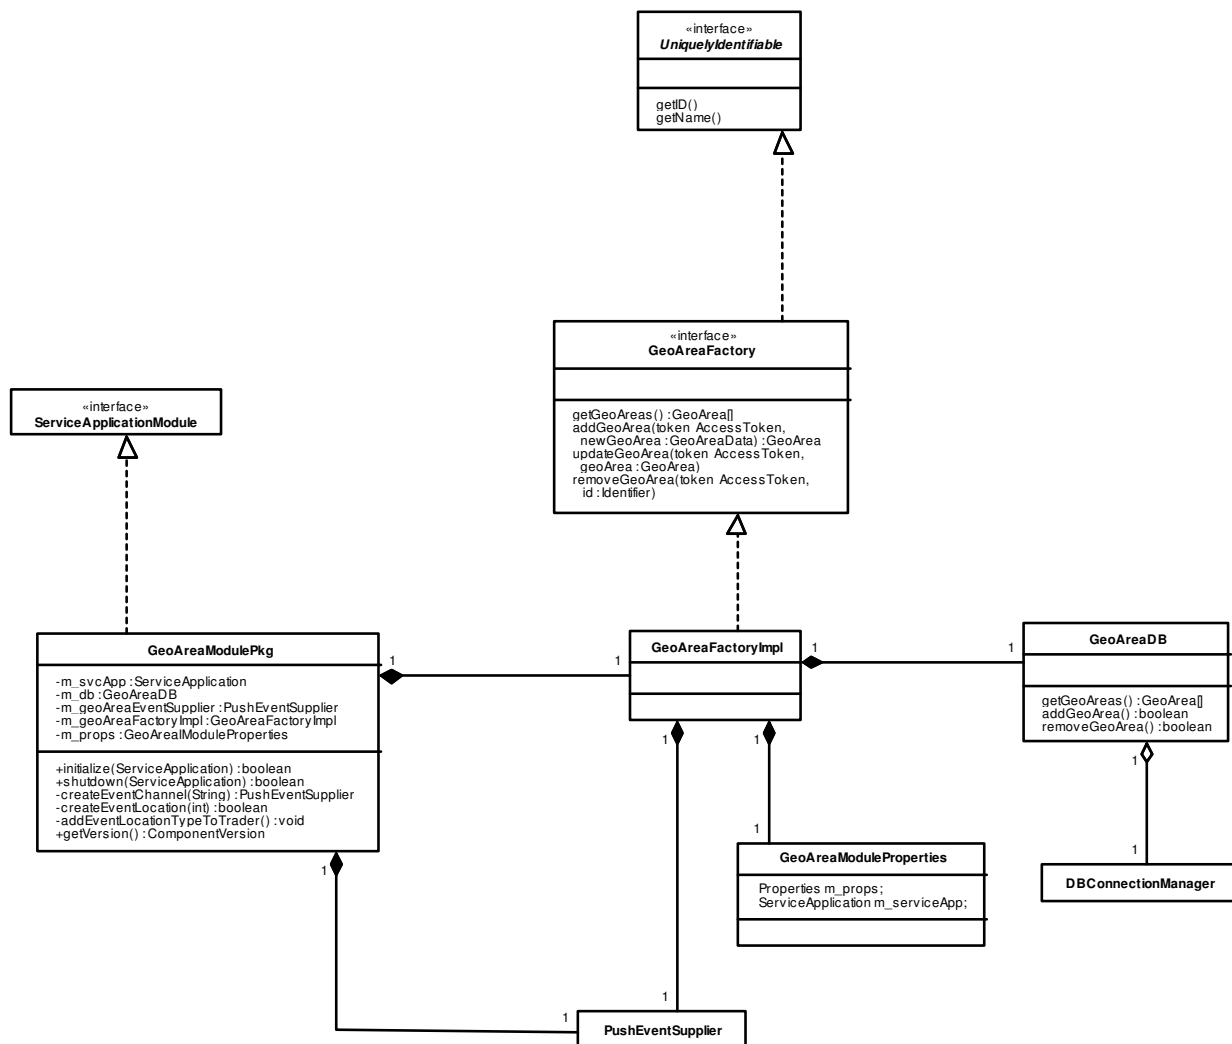 «interface»
UniquelyIdentifiable
getID()
getName()
«interface»
GeoAreaFactory
getGeoAreas() :GeoArea[]
addGeoArea(token AccessToken,
newGeoArea :GeoAreaData) :GeoArea
updateGeoArea(token AccessToken,
geoArea :GeoArea)
removeGeoArea(token AccessToken,
id :Identifier)
«interface»
ServiceApplicationModule
GeoAreaModulePkg
-m_svcApp :ServiceApplication
-m_db :GeoAreaDB
-m_geoAreaEventSupplier :PushEventSupplier
-m_geoAreaFactoryImpl :GeoAreaFactoryImpl
-m_props :GeoArealModuleProperties
+initialize(ServiceApplication) :boolean
+shutdown(ServiceApplication) :boolean
-createEventChannel(String) :PushEventSupplier
-createEventLocation(int) :boolean
-addEventLocationTypeToTrader() :void
+getVersion() :ComponentVersion
1
1
GeoAreaFactoryImpl
1
1
GeoAreaDB
getGeoAreas() :GeoArea[]
addGeoArea() :boolean
removeGeoArea() :boolean
1
1
DBConnectionManager
1
1
GeoAreaModuleProperties
Properties m_props;
ServiceApplication m_serviceApp;
1
1
1
1
PushEventSupplier